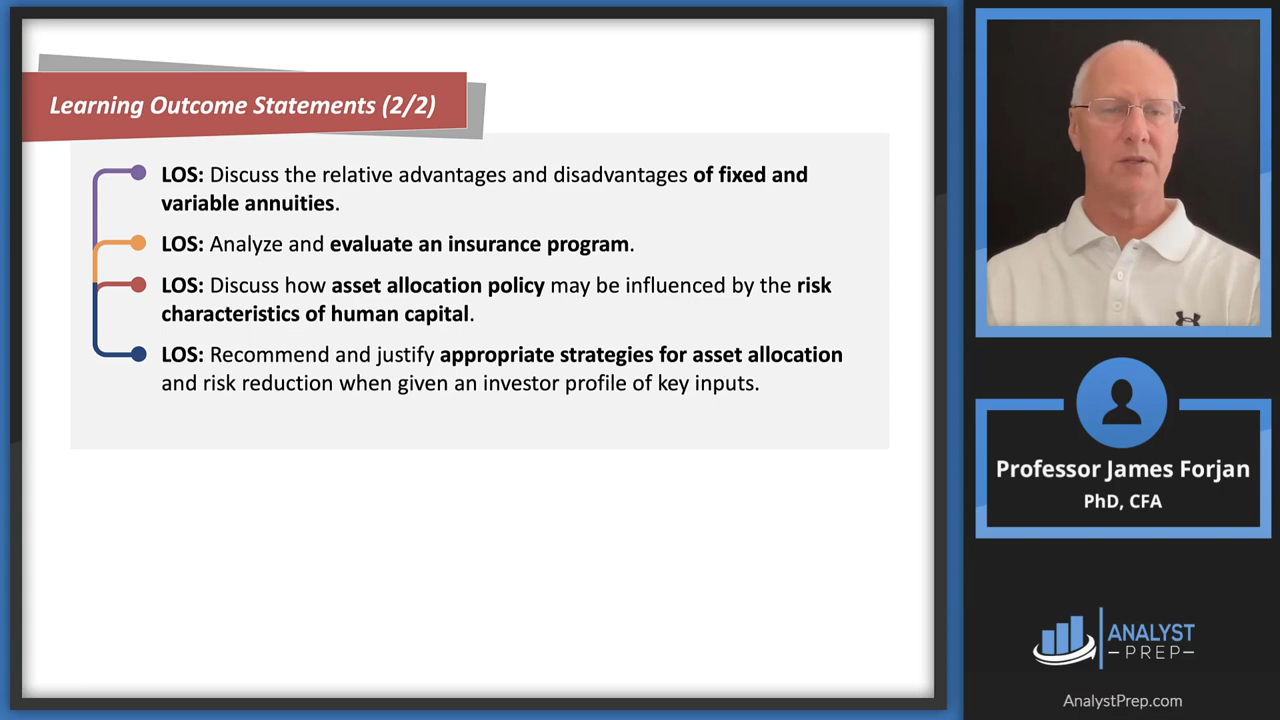 Learning Outcome Statements (2/2)
LOS: Discuss the relative advantages and disadvantages of fixed and
variable annuities.
LOS: Analyze and evaluate an insurance program.
LOS: Discuss how asset allocation policy may be influenced by the risk
characteristics of human capital.
LOS: Recommend and justify appropriate strategies for asset allocation
and risk reduction when given an investor profile of key inputs.
Professor James Forjan
PhD, CFA
ANALYST
PREP
AnalystPrep.com